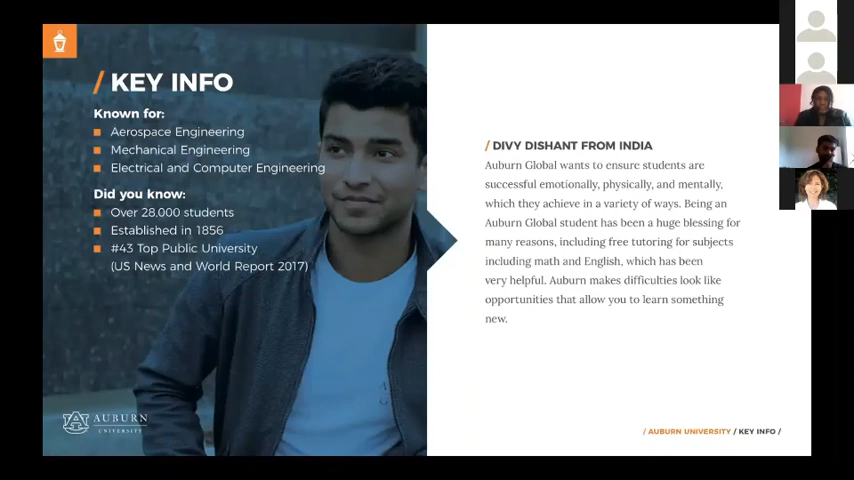 / KEY INFO
Known for:
Aerospace Engineering
Mechanical Engineering
Electrical and Computer Engineering
Did you know:
Over 28,000 students
Established in 1856
#43 Top Public University
(US News and World Report 2017)
AUBURN
UNIVERSITY
/ DIVY DISHANT FROM INDIA
Auburn Global wants to ensure students are
successful emotionally, physically, and mentally,
which they achieve in a variety of ways. Being an
Auburn Global student has been a huge blessing for
many reasons, including free tutoring for subjects
including math and English, which has been
very helpful. Auburn makes difficulties look like
opportunities that allow you to learn something
new.
/ AUBURN UNIVERSITY / KEY INFO /